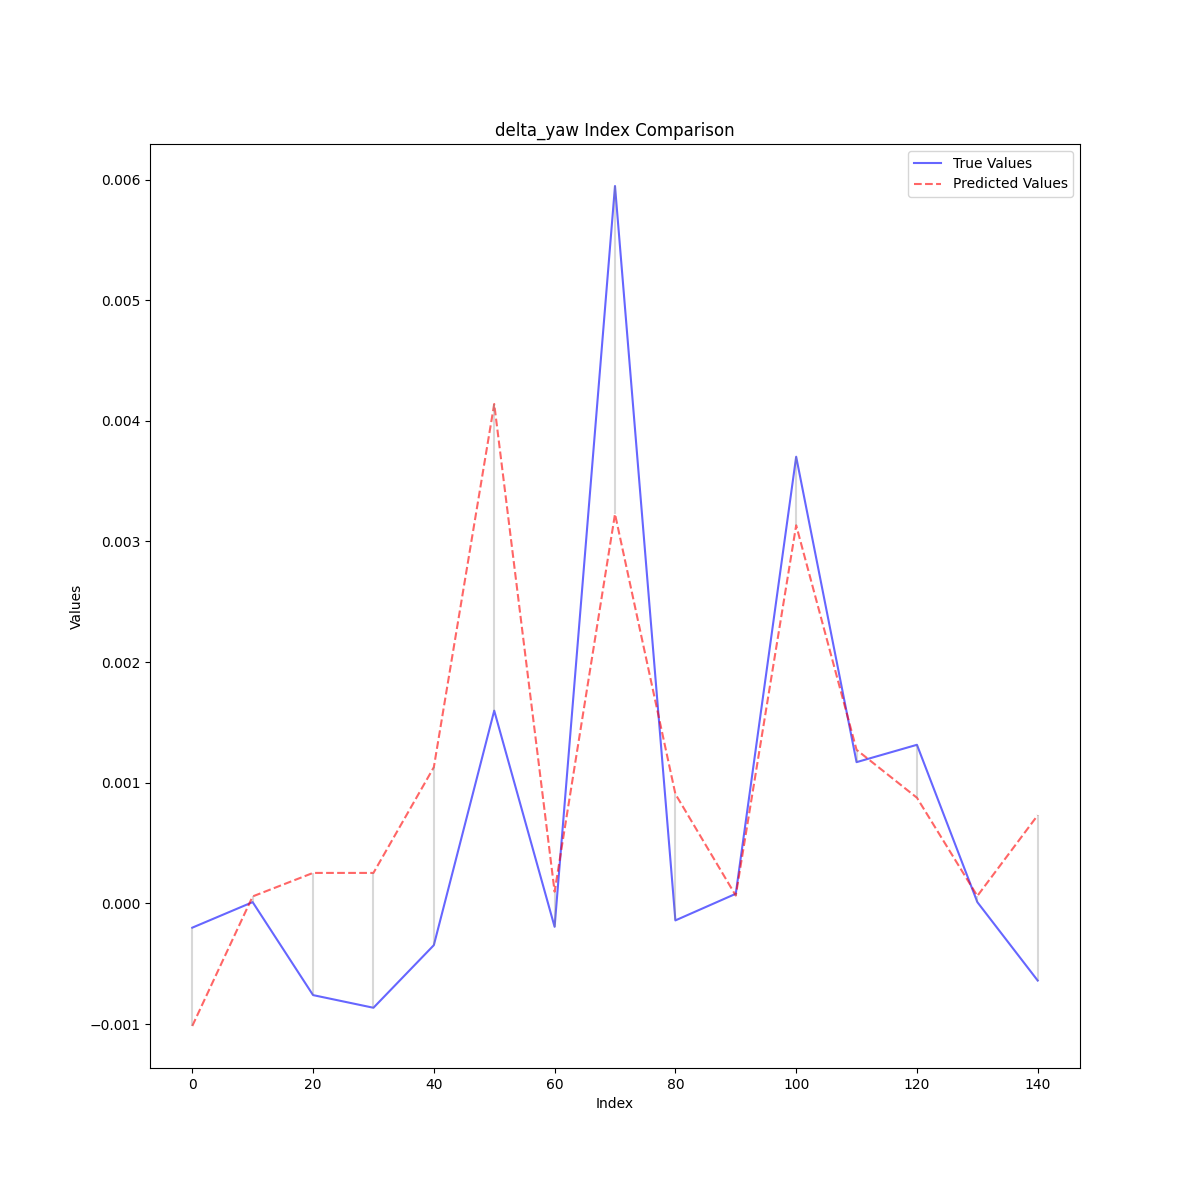 delta_yaw Index Comparison
True Values
Predicted Values
0.006
0.005
0.004
0.003
0.002
0.001
0.000
−0.001
Values
0 20 40 60 80 100 120 140
Index